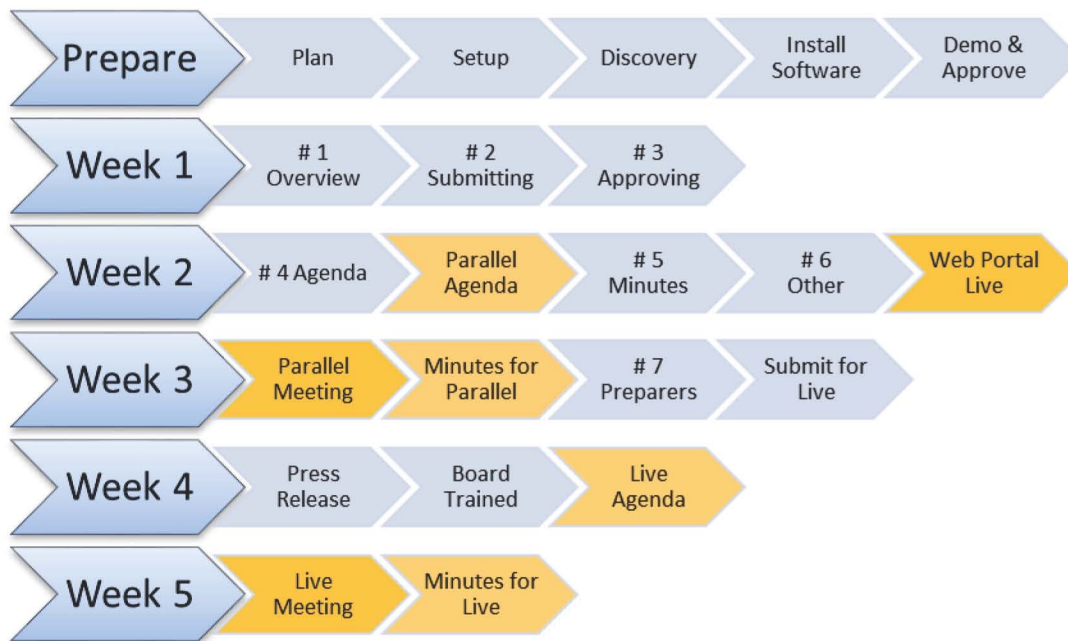 Prepare
Plan
Setup
Discovery
Install
Software
Demo &
Approve
Week 1
# 1
Overview
# 2
Submitting
# 3
Approving
Week 2
# 4 Agenda
Parallel
Agenda
# 5
Minutes
# 6
Other
Web Portal
Live
Week 3
Parallel
Meeting
Minutes for
Parallel
# 7
Preparers
Submit for
Live
Week 4
Press
Release
Board
Trained
Live
Agenda
Week 5
Live
Meeting
Minutes for
Live